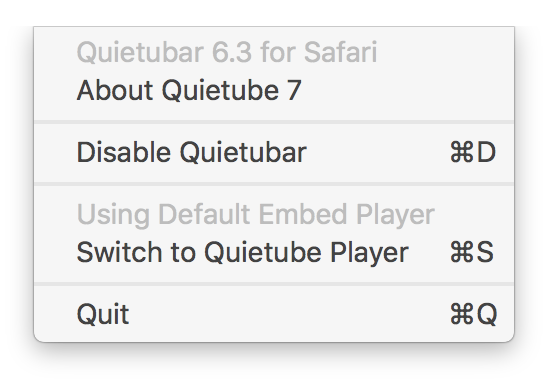 Quietubar 6.3 for Safari
About Quietube 7
Disable Quietubar ⌘D
Using Default Embed Player
Switch to Quietube Player ⌘S
Quit ⌘Q